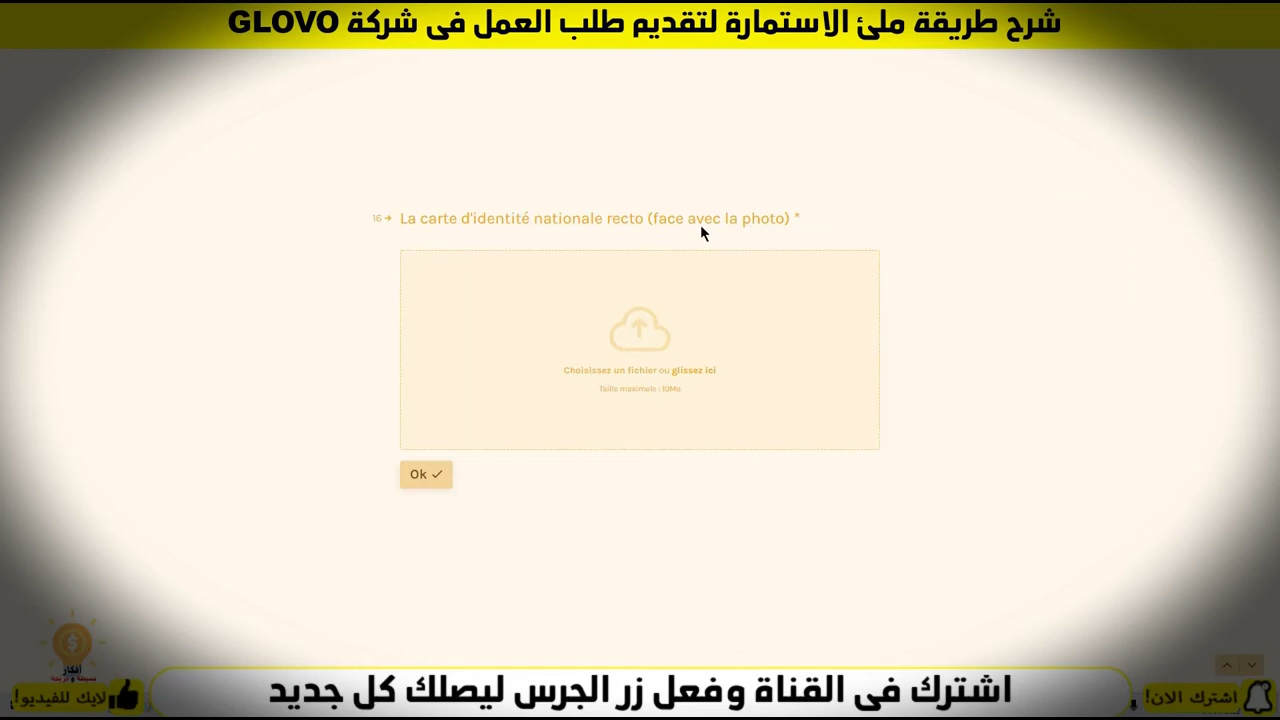 شرح طريقة ملئ الاستمارة لتقديم طلب العمل فى شركة GLOVO
16 → La carte d'identité nationale recto (face avec la photo) *
Choisissez un fichier ou glissez ici
Taille maximale : 10Mo
Ok ✓
أفكار
اشترك فى القناة وفعل زر الجرس ليصلك كل جديد
لايك للفيديو!
اشترك الان!